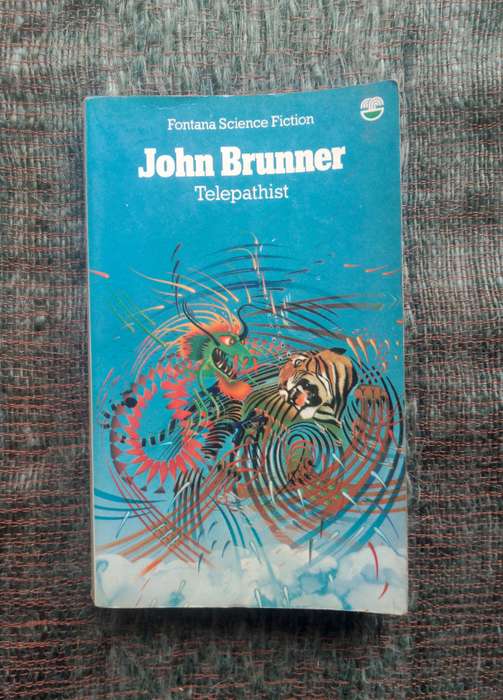 Fontana Science Fiction
John Brunner
Telepathist